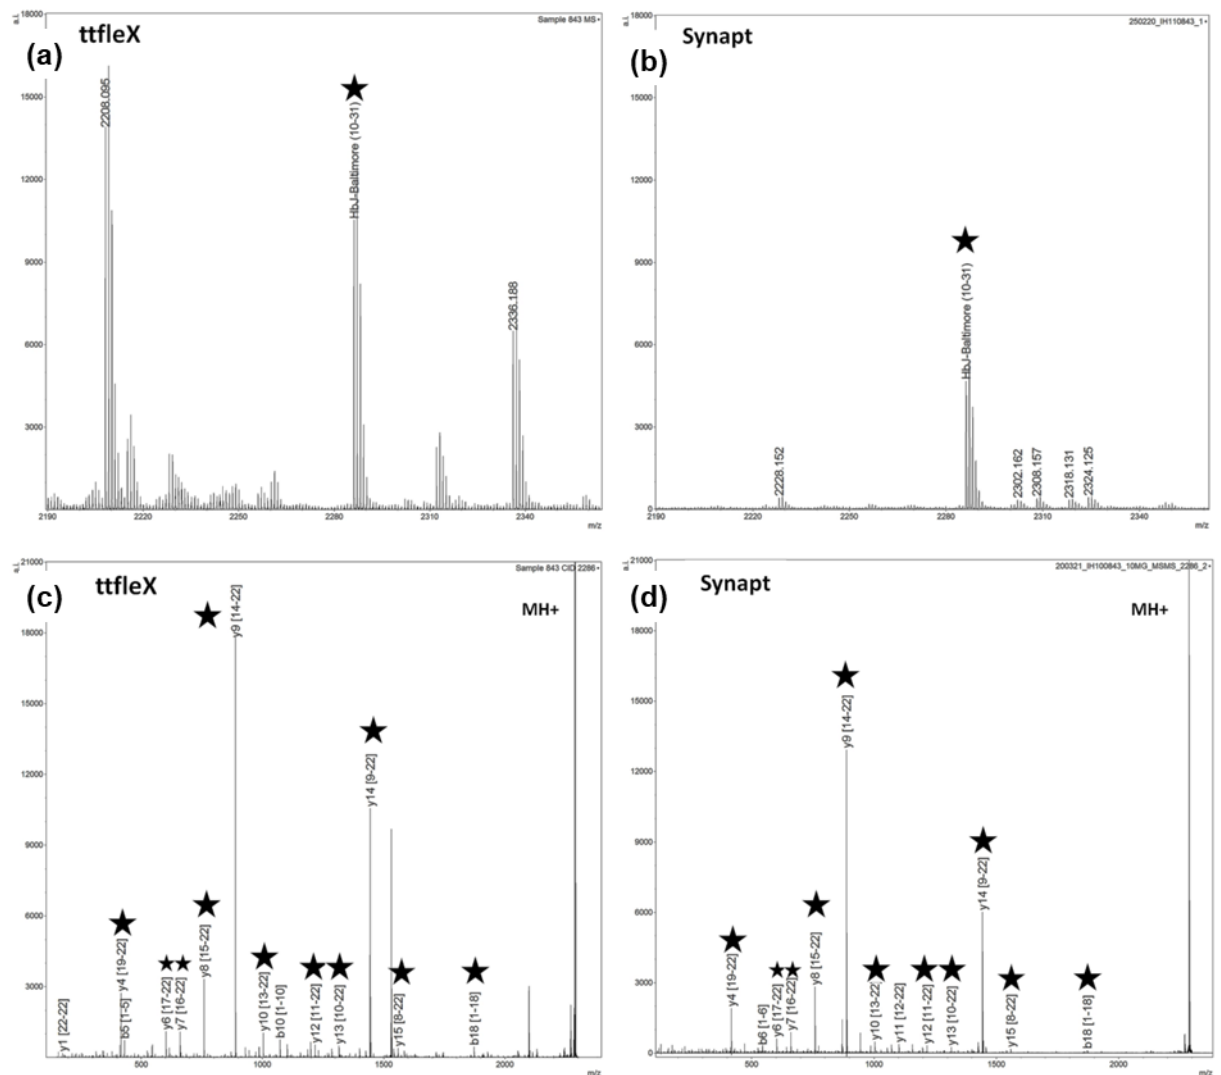 a.i. 18000
Sample 843 MS
ttfleX
(a)
2208.095
HbJ-Baltimore (10-31)
2336.188
15000
12000
9000
6000
3000
2190 2220 2250 2280 2310 2340
m/z
a.i. 18000
250220_IH110843_1
Synapt
(b)
HbJ-Baltimore (10-31)
2228.152
2302.162
2308.157
2318.131
2324.125
15000
12000
9000
6000
3000
2190 2220 2250 2280 2310 2340
m/z
a.i. 21000
Sample 843 CID 2286
ttfleX
(c)
MH+
y1 [22-22]
y4 [19-22]
b5 [1-5]
y6 [17-22]
y7 [16-22]
y8 [15-22]
y9 [14-22]
y10 [13-22]
b10 [1-10]
y12 [11-22]
y13 [10-22]
y14 [9-22]
y15 [8-22]
b18 [1-18]
18000
15000
12000
9000
6000
3000
500 1000 1500 2000
m/z
a.i. 21000
200321_IH100843_10MG_MSMS_2286_2
Synapt
(d)
MH+
y4 [19-22]
b6 [1-6]
y6 [17-22]
y7 [16-22]
y8 [15-22]
y9 [14-22]
y10 [13-22]
y11 [12-22]
y12 [11-22]
y13 [10-22]
y14 [9-22]
y15 [8-22]
b18 [1-18]
18000
15000
12000
9000
6000
3000
0
500 1000 1500 2000
m/z